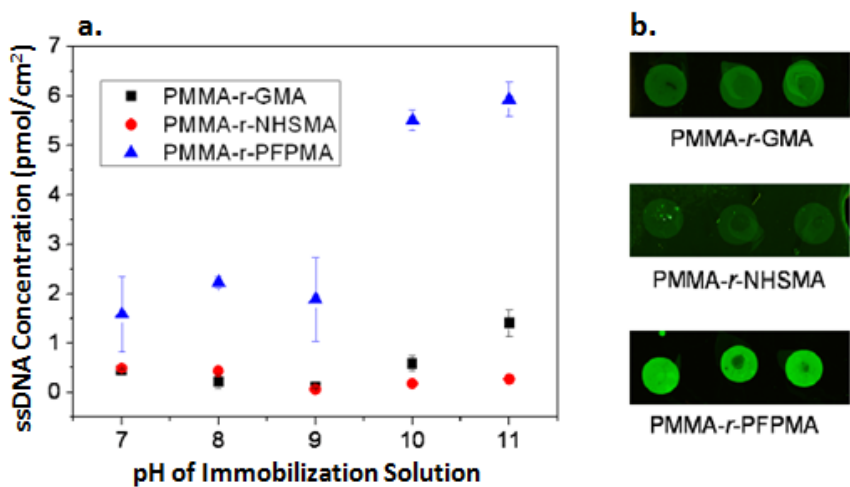 a.
ssDNA Concentration (pmol/cm²)
7
6
5
4
3
2
1
0
PMMA-r-GMA
PMMA-r-NHSMA
PMMA-r-PFPMA
7 8 9 10 11
pH of Immobilization Solution
b.
PMMA-r-GMA
PMMA-r-NHSMA
PMMA-r-PFPMA